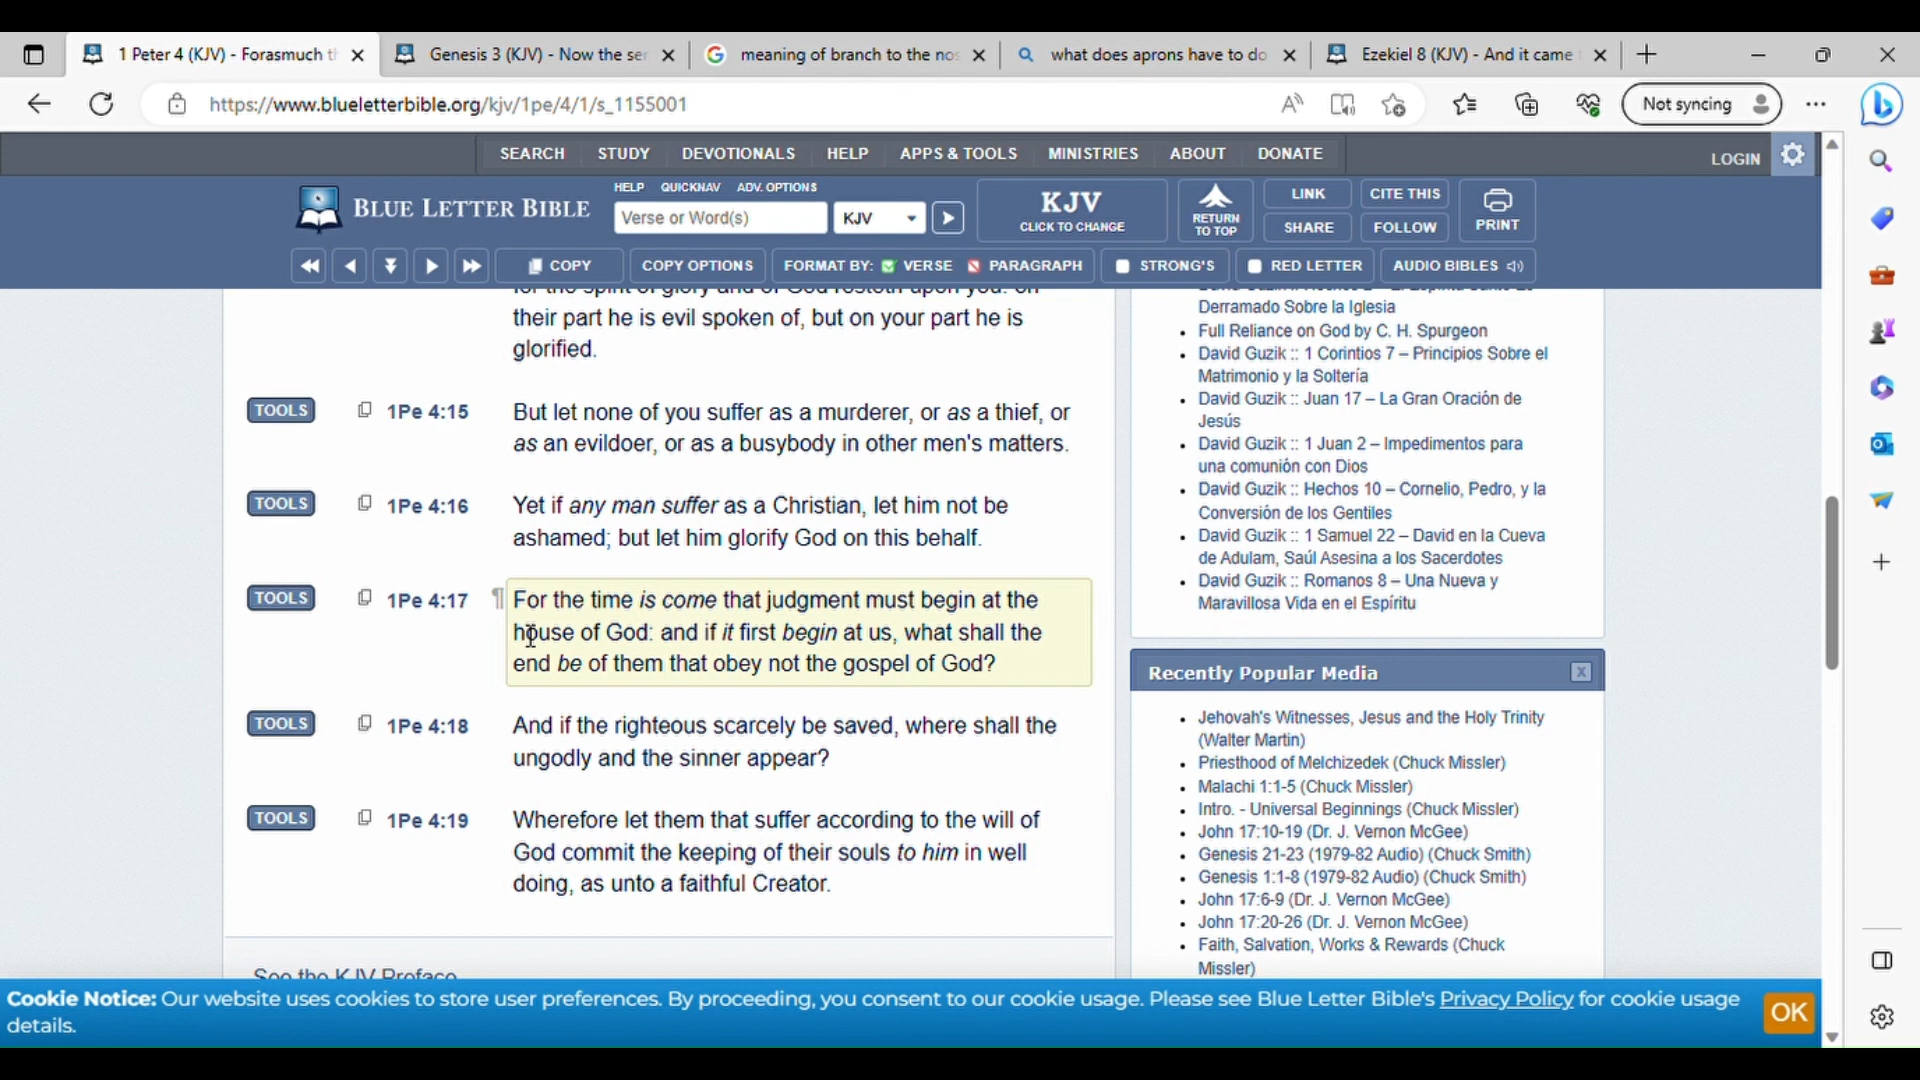 1 Peter 4 (KJV) - Forasmuch th
Genesis 3 (KJV) - Now the ser
meaning of branch to the nos
what does aprons have to do
Ezekiel 8 (KJV) - And it came
https://www.blueletterbible.org/kjv/1pe/4/1/s_1155001
Not syncing
SEARCH STUDY DEVOTIONALS HELP APPS & TOOLS MINISTRIES ABOUT DONATE
LOGIN
BLUE LETTER BIBLE
HELP QUICKNAV ADV. OPTIONS
Verse or Word(s)
KJV
KJV
CLICK TO CHANGE
RETURN
TO TOP
LINK
CITE THIS
SHARE
FOLLOW
PRINT
COPY
COPY OPTIONS
FORMAT BY: VERSE PARAGRAPH
STRONG'S
RED LETTER
AUDIO BIBLES
for the spirit of glory and of God resteth upon you: on
their part he is evil spoken of, but on your part he is
glorified.
TOOLS 1Pe 4:15 But let none of you suffer as a murderer, or as a thief, or
as an evildoer, or as a busybody in other men's matters.
TOOLS 1Pe 4:16 Yet if any man suffer as a Christian, let him not be
ashamed; but let him glorify God on this behalf.
TOOLS 1Pe 4:17 ¶ For the time is come that judgment must begin at the
house of God: and if it first begin at us, what shall the
end be of them that obey not the gospel of God?
TOOLS 1Pe 4:18 And if the righteous scarcely be saved, where shall the
ungodly and the sinner appear?
TOOLS 1Pe 4:19 Wherefore let them that suffer according to the will of
God commit the keeping of their souls to him in well
doing, as unto a faithful Creator.
See the KJV Preface
Derramado Sobre la Iglesia
Full Reliance on God by C. H. Spurgeon
David Guzik :: 1 Corintios 7 – Principios Sobre el
Matrimonio y la Soltería
David Guzik :: Juan 17 – La Gran Oración de
Jesús
David Guzik :: 1 Juan 2 – Impedimentos para
una comunión con Dios
David Guzik :: Hechos 10 – Cornelio, Pedro, y la
Conversión de los Gentiles
David Guzik :: 1 Samuel 22 – David en la Cueva
de Adulam, Saúl Asesina a los Sacerdotes
David Guzik :: Romanos 8 – Una Nueva y
Maravillosa Vida en el Espíritu
Recently Popular Media
x
Jehovah's Witnesses, Jesus and the Holy Trinity
(Walter Martin)
Priesthood of Melchizedek (Chuck Missler)
Malachi 1:1-5 (Chuck Missler)
Intro. - Universal Beginnings (Chuck Missler)
John 17:10-19 (Dr. J. Vernon McGee)
Genesis 21-23 (1979-82 Audio) (Chuck Smith)
Genesis 1:1-8 (1979-82 Audio) (Chuck Smith)
John 17:6-9 (Dr. J. Vernon McGee)
John 17:20-26 (Dr. J. Vernon McGee)
Faith, Salvation, Works & Rewards (Chuck
Missler)
Cookie Notice: Our website uses cookies to store user preferences. By proceeding, you consent to our cookie usage. Please see Blue Letter Bible's Privacy Policy for cookie usage
details.
OK